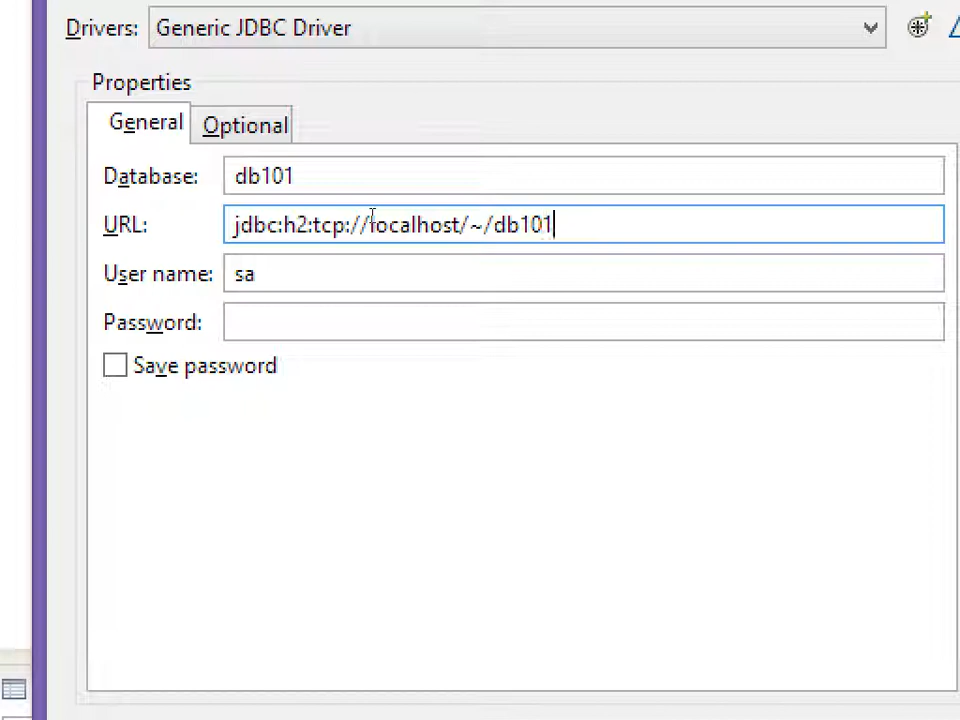 Drivers: Generic JDBC Driver
Properties
General Optional
Database: db101
URL: jdbc:h2:tcp://localhost/~/db101
User name: sa
Password:
Save password